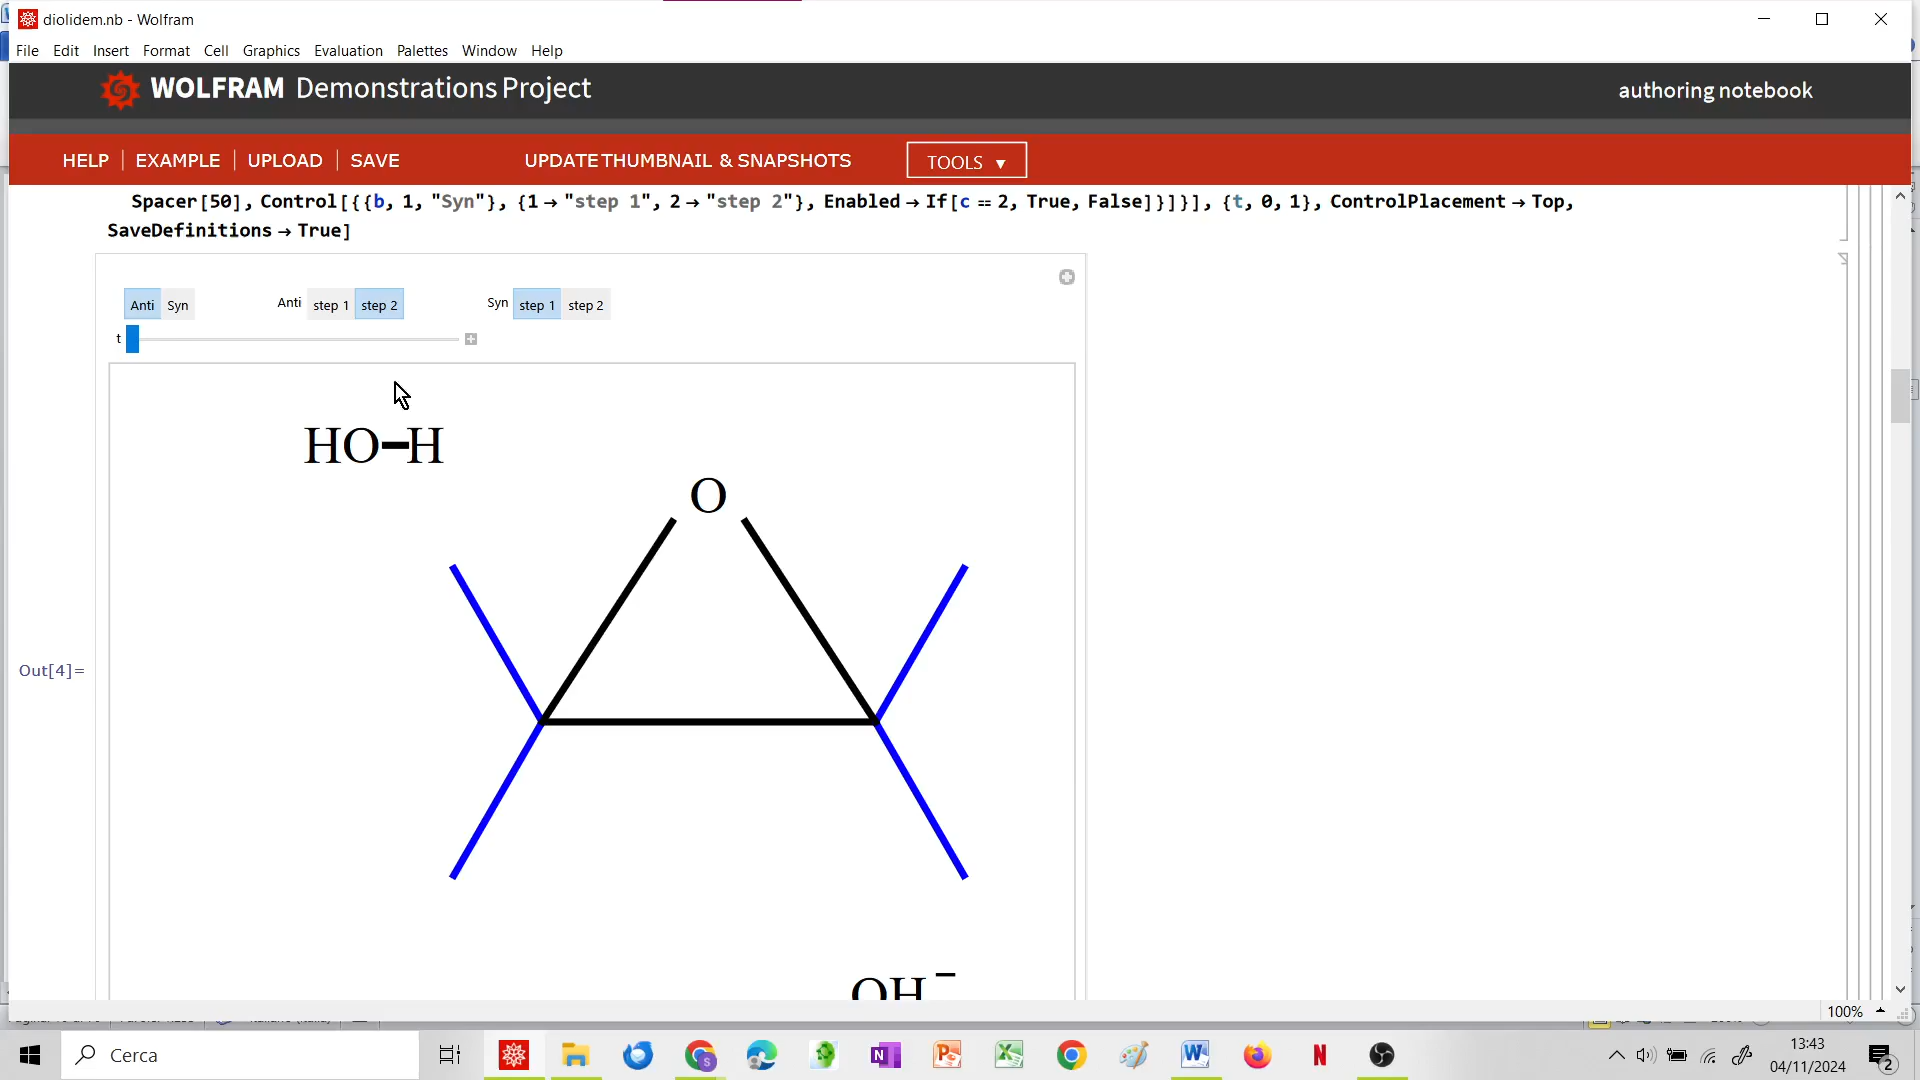 diolidem.nb - Wolfram
File Edit Insert Format Cell Graphics Evaluation Palettes Window Help
WOLFRAM Demonstrations Project
authoring notebook
HELP | EXAMPLE | UPLOAD | SAVE UPDATE THUMBNAIL & SNAPSHOTS TOOLS ▼
Spacer[50], Control[{{b, 1, "Syn"}, {1→"step 1", 2→"step 2"}, Enabled→If[c == 2, True, False]}]}], {t, 0, 1}, ControlPlacement→Top,
SaveDefinitions→True]
Anti Syn Anti step 1 step 2 Syn step 1 step 2
t
HO-H
O
Out[4]=
OH⁻
100%
Cerca
13:43
04/11/2024
2